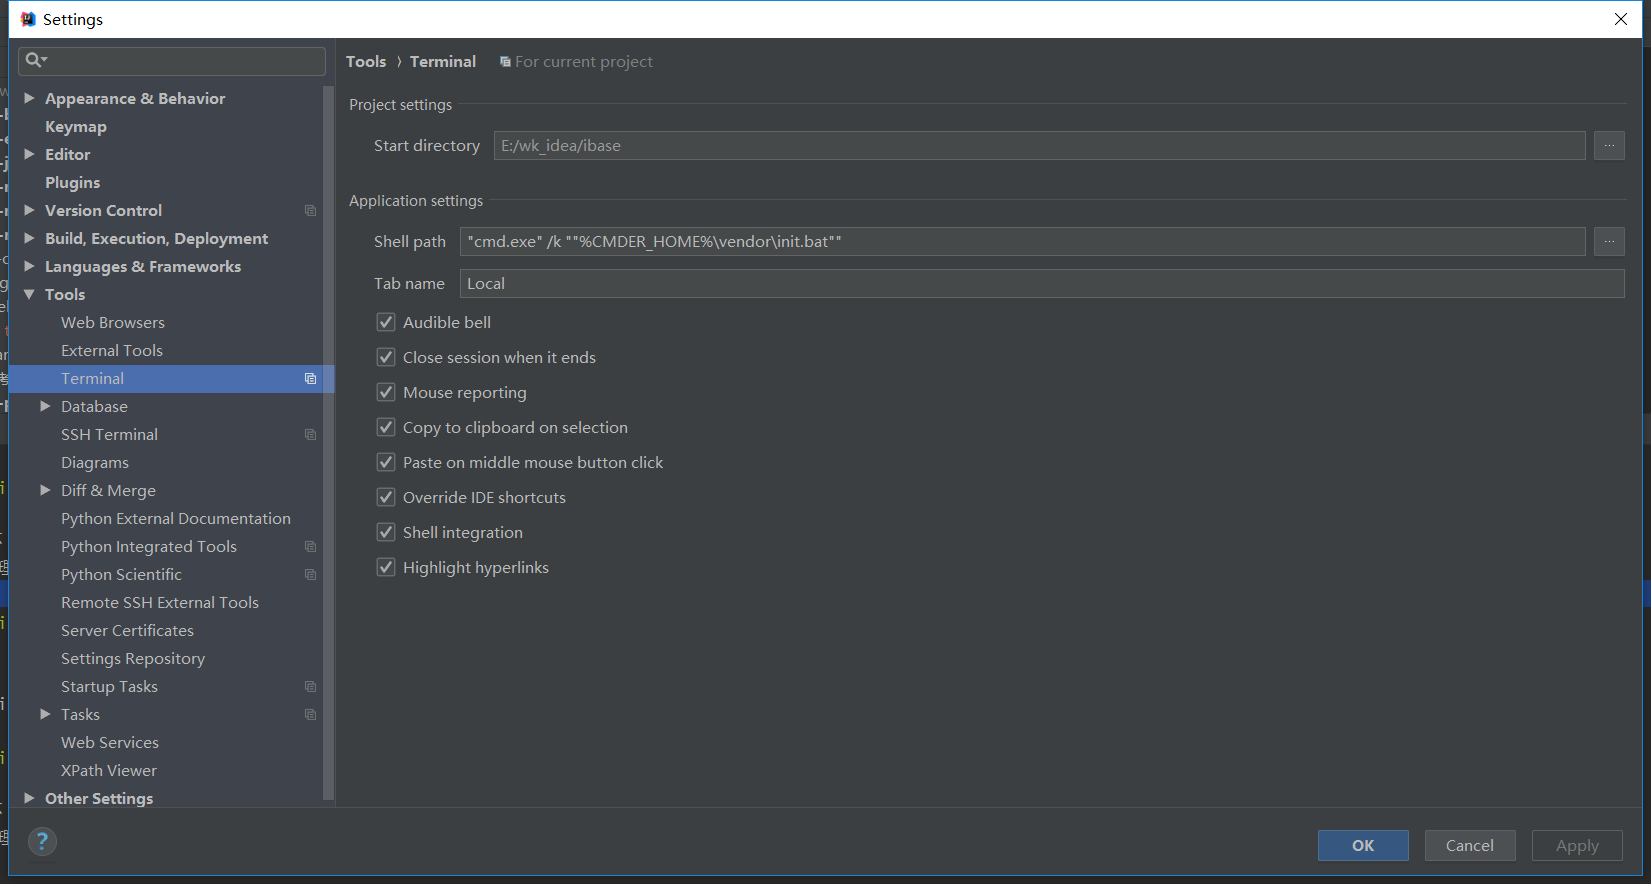 Settings
Appearance & Behavior
Keymap
Editor
Plugins
Version Control
Build, Execution, Deployment
Languages & Frameworks
Tools
Web Browsers
External Tools
Terminal
Database
SSH Terminal
Diagrams
Diff & Merge
Python External Documentation
Python Integrated Tools
Python Scientific
Remote SSH External Tools
Server Certificates
Settings Repository
Startup Tasks
Tasks
Web Services
XPath Viewer
Other Settings
Tools › Terminal For current project
Project settings
Start directory E:/wk_idea/ibase ...
Application settings
Shell path "cmd.exe" /k ""%CMDER_HOME%\vendor\init.bat"" ...
Tab name Local
Audible bell
Close session when it ends
Mouse reporting
Copy to clipboard on selection
Paste on middle mouse button click
Override IDE shortcuts
Shell integration
Highlight hyperlinks
?
OK Cancel Apply